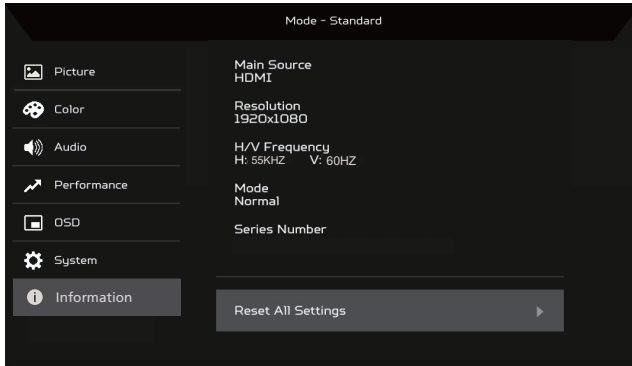 Mode - Standard
Picture
Color
Audio
Performance
OSD
System
Information
Main Source
HDMI
Resolution
1920x1080
H/V Frequency
H: 55KHZ V: 60HZ
Mode
Normal
Series Number
Reset All Settings